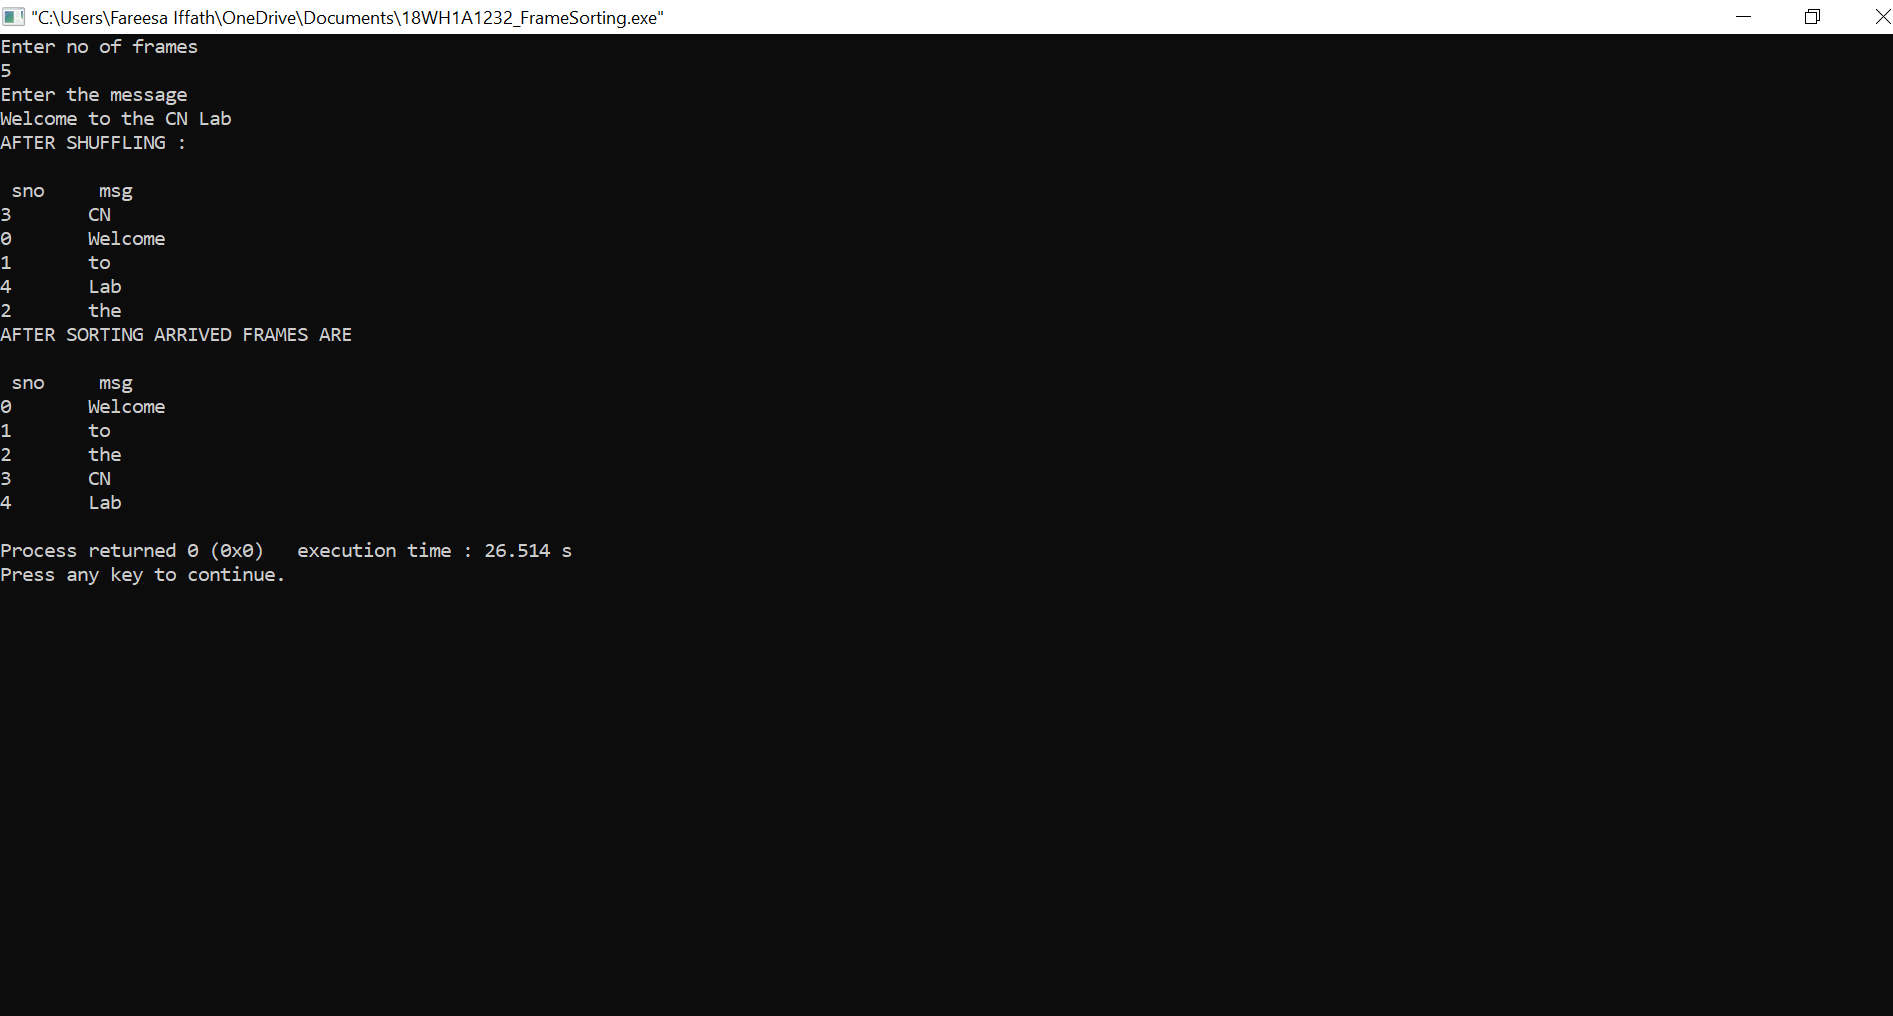 "C:\Users\Fareesa Iffath\OneDrive\Documents\18WH1A1232_FrameSorting.exe"
Enter no of frames
5
Enter the message
Welcome to the CN Lab
AFTER SHUFFLING :
sno     msg
3       CN
0       Welcome
1       to
4       Lab
2       the
AFTER SORTING ARRIVED FRAMES ARE
sno     msg
0       Welcome
1       to
2       the
3       CN
4       Lab
Process returned 0 (0x0)   execution time : 26.514 s
Press any key to continue.